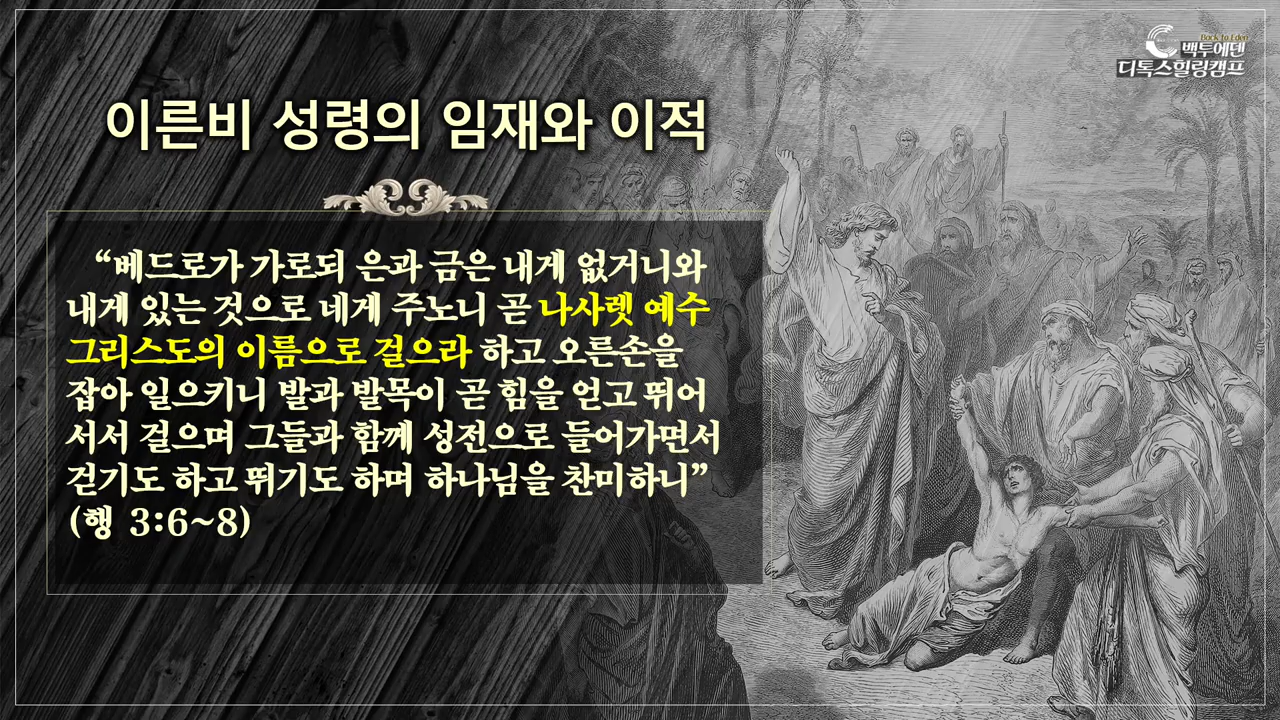 Back to Eden
백투에덴
디톡스힐링캠프
이른비 성령의 임재와 이적
“베드로가 가로되 은과 금은 내게 없거니와
내게 있는 것으로 네게 주노니 곧 나사렛 예수
그리스도의 이름으로 걸으라 하고 오른손을
잡아 일으키니 발과 발목이 곧 힘을 얻고 뛰어
서서 걸으며 그들과 함께 성전으로 들어가면서
걷기도 하고 뛰기도 하며 하나님을 찬미하니”
(행 3:6~8)